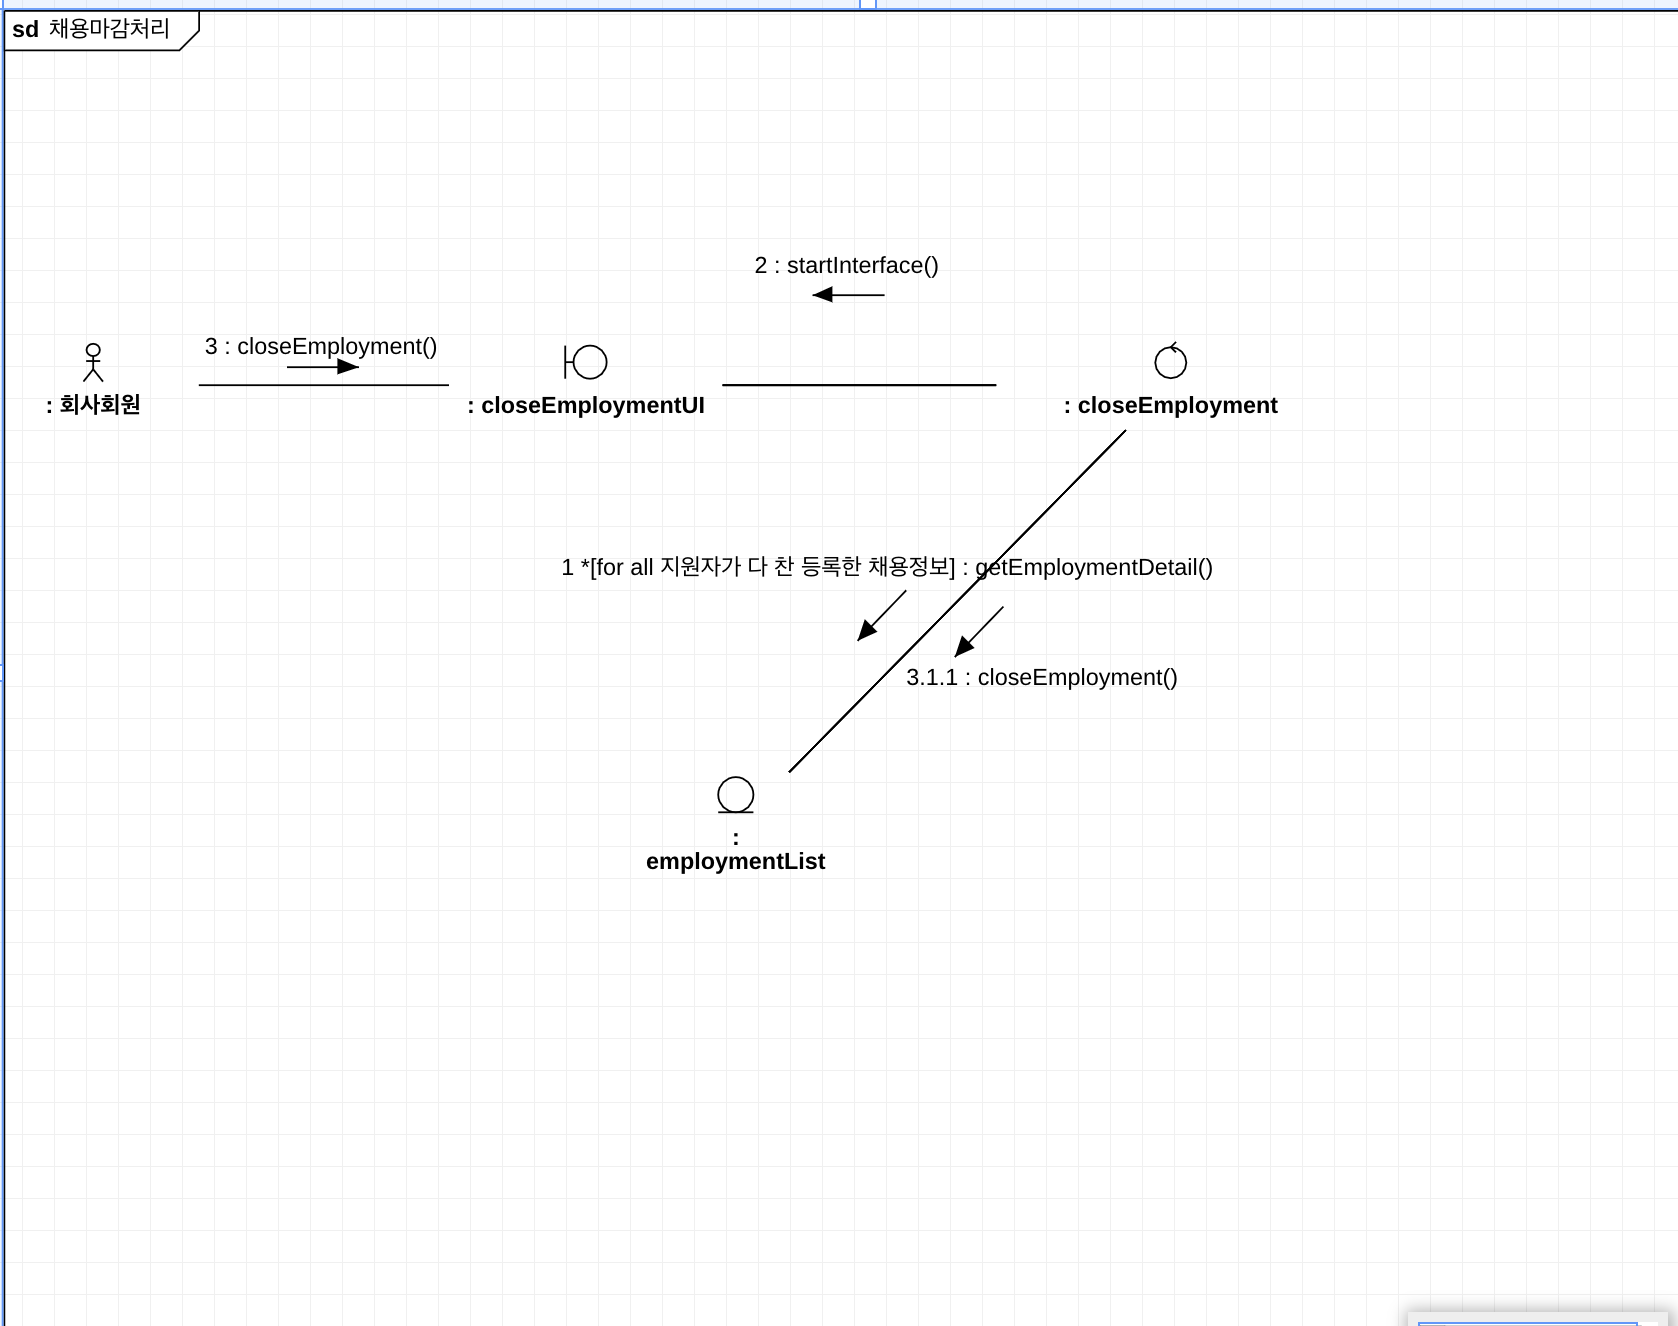 sd 채용마감처리
2 : startInterface()
3 : closeEmployment()
: 회사회원
: closeEmploymentUI
: closeEmployment
1 *[for all 지원자가 다 찬 등록한 채용정보] : getEmploymentDetail()
3.1.1 : closeEmployment()
:
employmentList